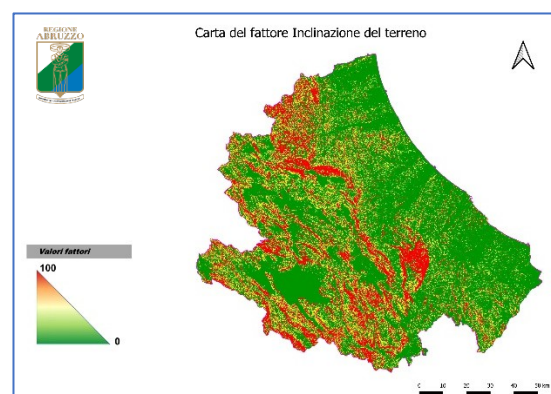 REGIONE
ABRUZZO
Carta del fattore Inclinazione del terreno
Valori fattori
100
0
0 10 20 30 40 50 km